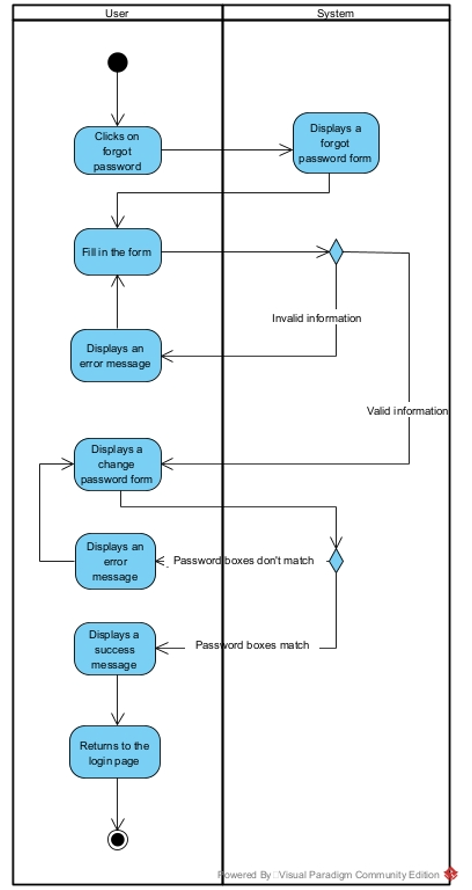 User
System
Clicks on
forgot
password
Displays a
forgot
password form
Fill in the form
Invalid information
Displays an
error message
Valid information
Displays a
change
password form
Displays an
error
message
Password boxes don't match
Displays a
success
message
Password boxes match
Returns to the
login page
Powered By Visual Paradigm Community Edition